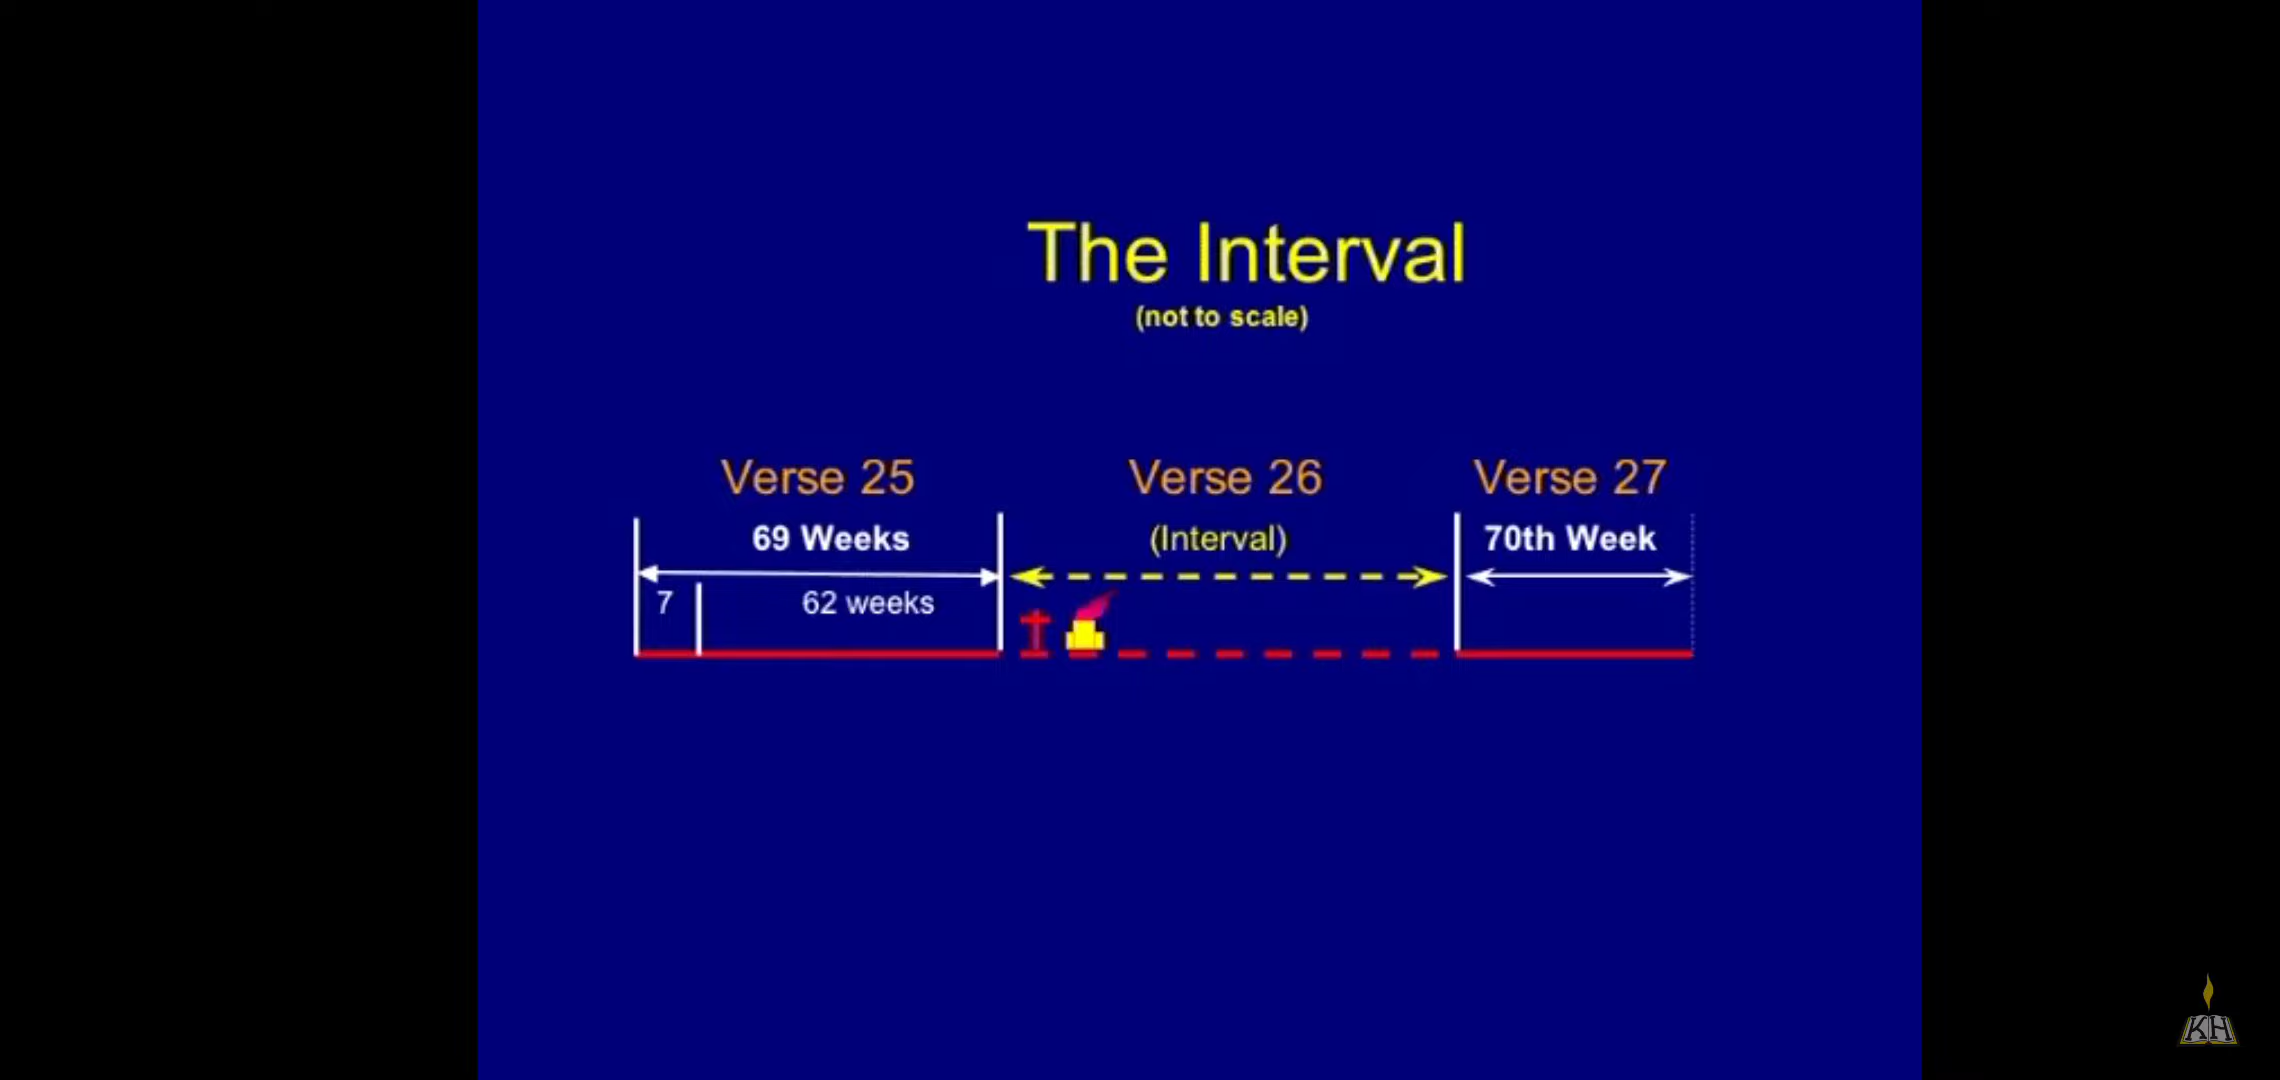 The Interval
(not to scale)
Verse 25
Verse 26
Verse 27
69 Weeks
(Interval)
70th Week
7
62 weeks
KH